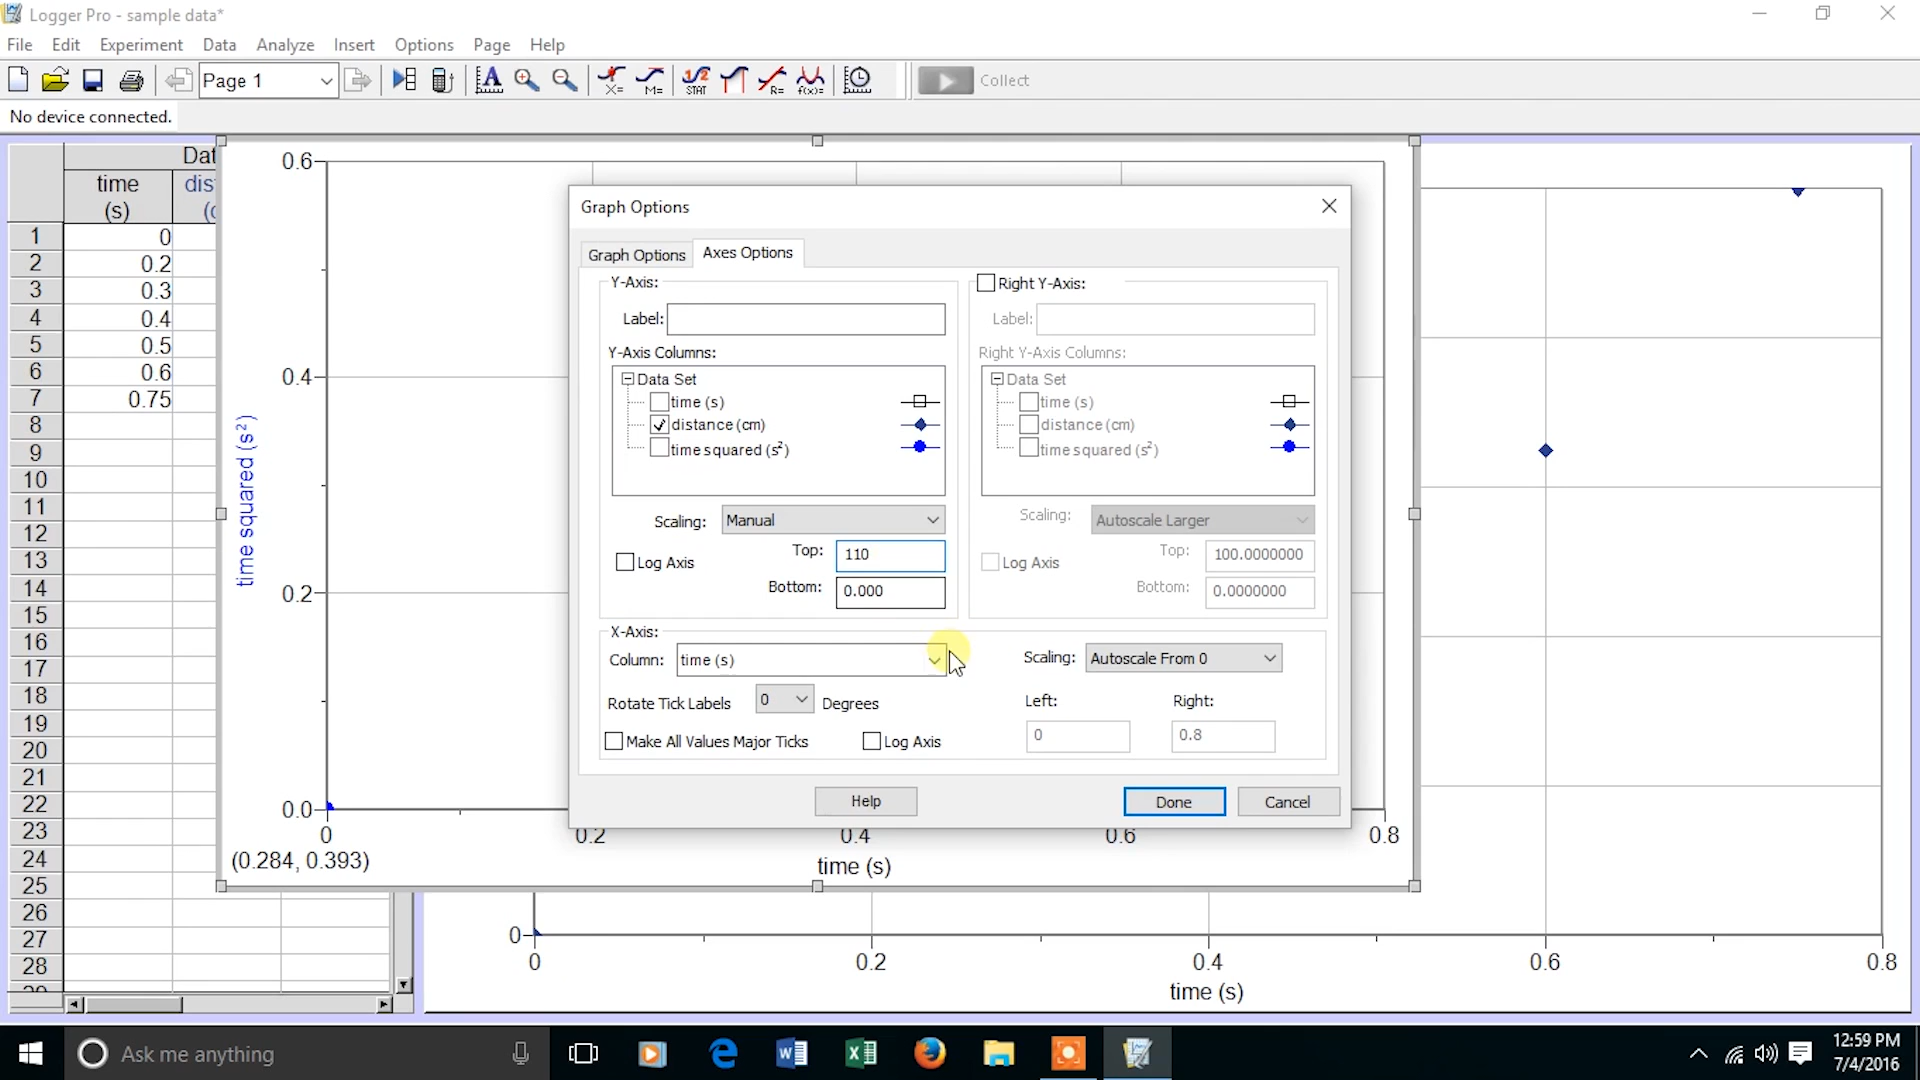 Logger Pro - sample data*
File Edit Experiment Data Analyze Insert Options Page Help
Page 1
X= M= 1/2 STAT R= f(x)= Collect
No device connected.
Dat
time dis
(s) (c
1 0
2 0.2
3 0.3
4 0.4
5 0.5
6 0.6
7 0.75
8
9
10
11
12
13
14
15
16
17
18
19
20
21
22
23
24
25
26
27
28
29
0.6
0.4
0.2
0.0
time squared (s²)
0 0.2 0.4 0.6 0.8
(0.284, 0.393)
time (s)
Graph Options
Graph Options Axes Options
Y-Axis:
Label:
Y-Axis Columns:
Data Set
time (s)
distance (cm)
time squared (s²)
Scaling: Manual
Log Axis
Top: 110
Bottom: 0.000
Right Y-Axis:
Label:
Right Y-Axis Columns:
Data Set
time (s)
distance (cm)
time squared (s²)
Scaling: Autoscale Larger
Log Axis
Top: 100.0000000
Bottom: 0.0000000
X-Axis:
Column: time (s)
Scaling: Autoscale From 0
Rotate Tick Labels 0 Degrees
Left: Right:
0 0.8
Make All Values Major Ticks Log Axis
Help Done Cancel
0
0 0.2 0.4 0.6 0.8
time (s)
Ask me anything
12:59 PM
7/4/2016